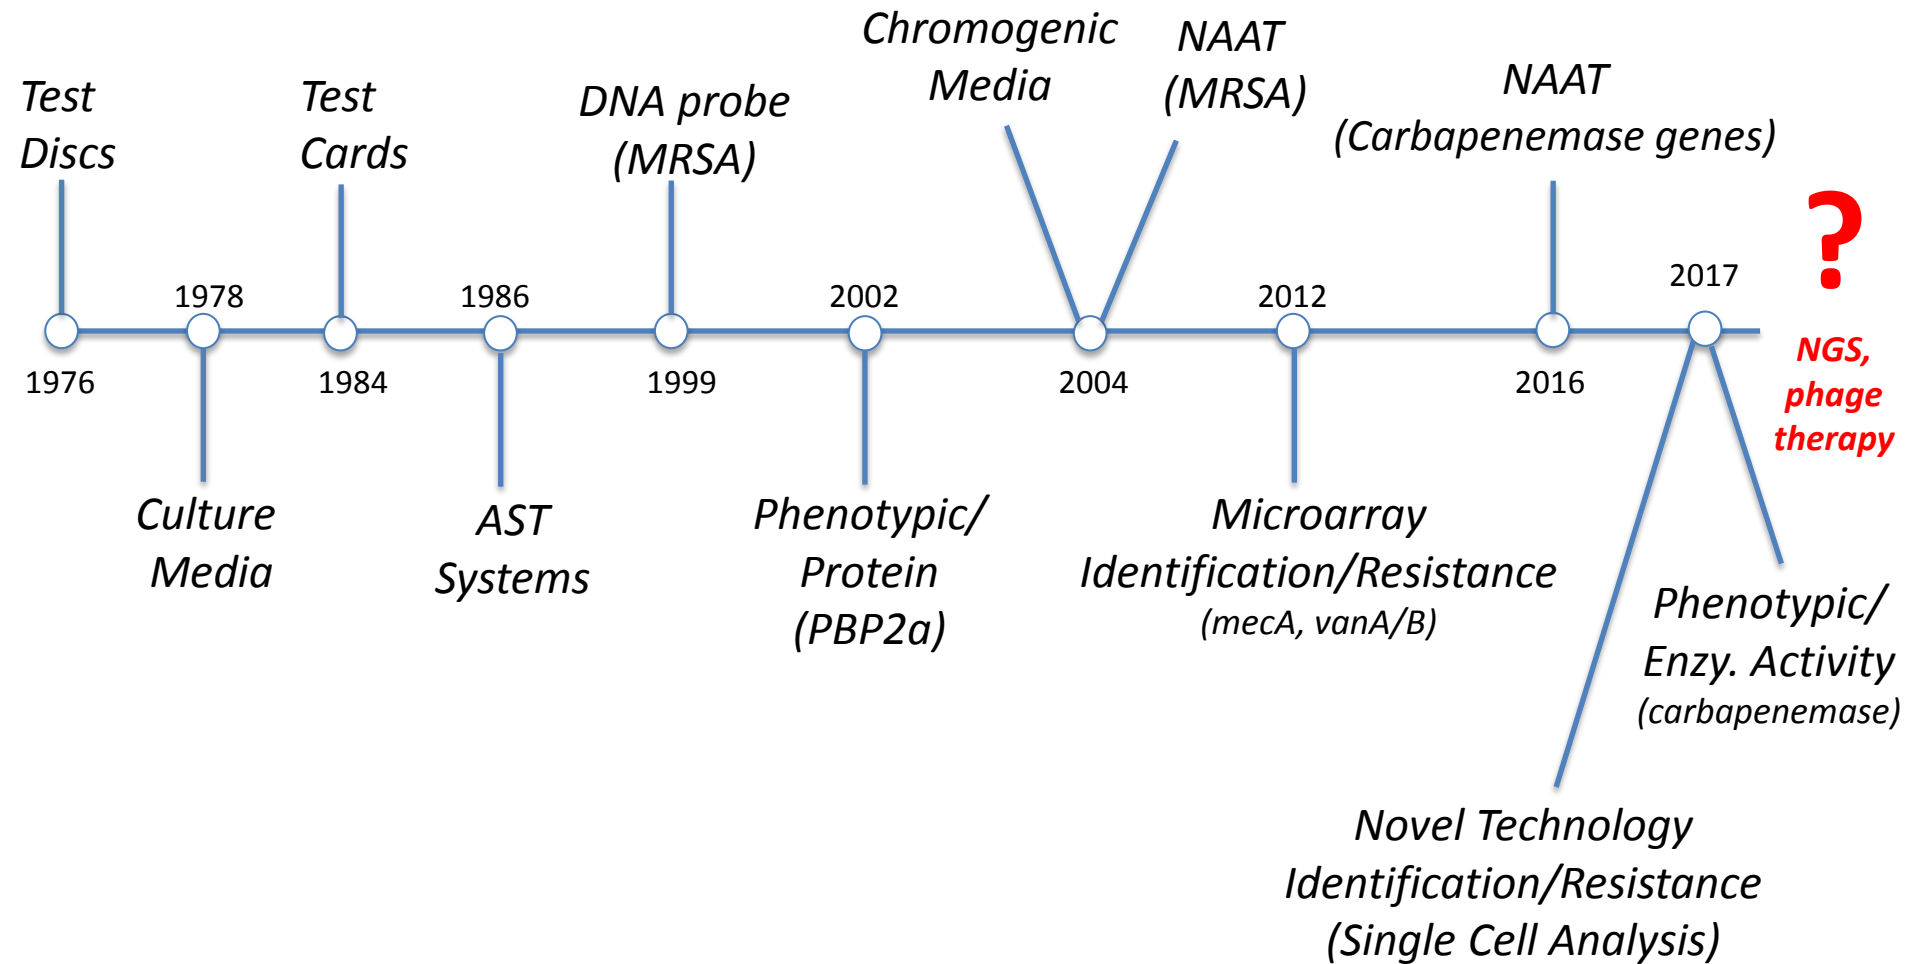 Test
Discs
1976
1978
Culture
Media
Test
Cards
1984
1986
AST
Systems
DNA probe
(MRSA)
1999
2002
Phenotypic/
Protein
(PBP2a)
Chromogenic
Media
NAAT
(MRSA)
2004
2012
Microarray
Identification/Resistance
(mecA, vanA/B)
NAAT
(Carbapenemase genes)
2016
2017
Novel Technology
Identification/Resistance
(Single Cell Analysis)
Phenotypic/
Enzy. Activity
(carbapenemase)
?
NGS,
phage
therapy